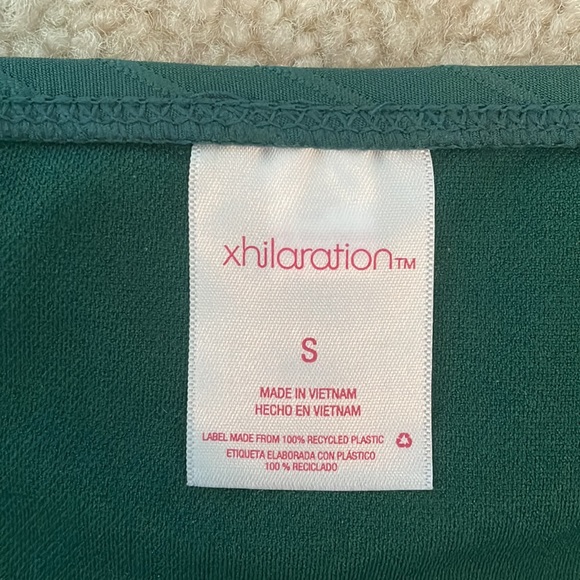 xhilaration™
S
MADE IN VIETNAM
HECHO EN VIETNAM
LABEL MADE FROM 100% RECYCLED PLASTIC
ETIQUETA ELABORADA CON PLÁSTICO
100 % RECICLADO